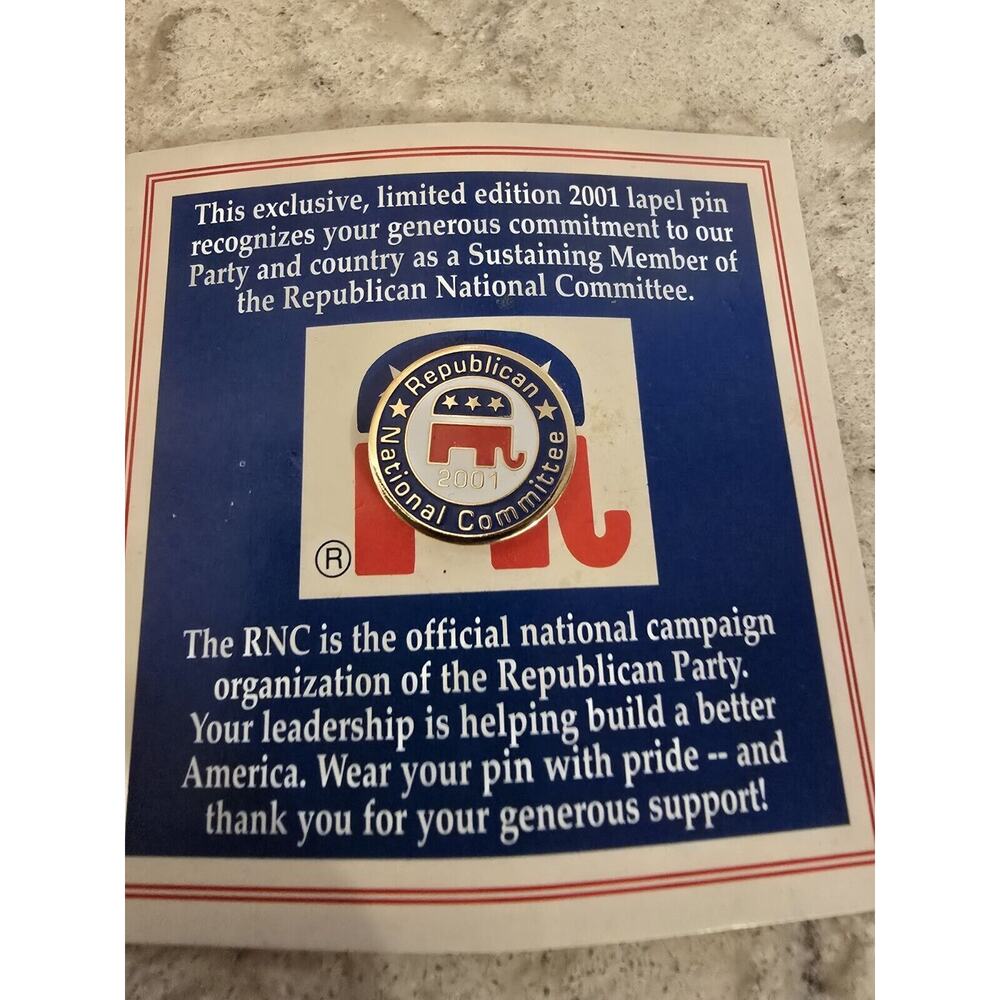 This exclusive, limited edition 2001 lapel pin
recognizes your generous commitment to our
Party and country as a Sustaining Member of
the Republican National Committee.
Republican
National Committee
2001
®
The RNC is the official national campaign
organization of the Republican Party.
Your leadership is helping build a better
America. Wear your pin with pride -- and
thank you for your generous support!